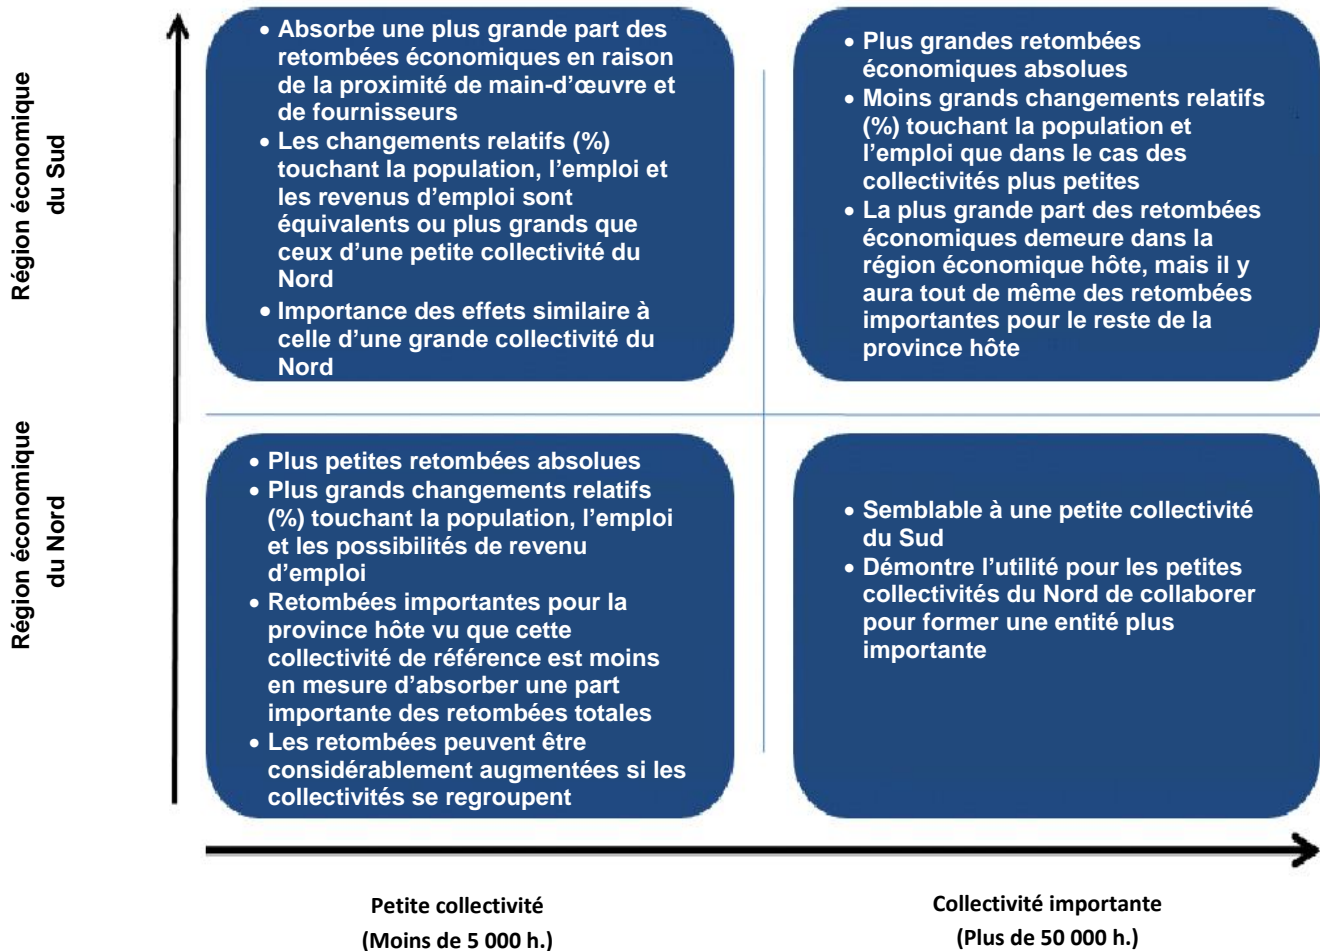 Région économique
du Sud
• Absorbe une plus grande part des
retombées économiques en raison
de la proximité de main-d’œuvre et
de fournisseurs
• Les changements relatifs (%)
touchant la population, l’emploi et
les revenus d’emploi sont
équivalents ou plus grands que
ceux d’une petite collectivité du
Nord
• Importance des effets similaire à
celle d’une grande collectivité du
Nord
• Plus grandes retombées
économiques absolues
• Moins grands changements relatifs
(%) touchant la population et
l’emploi que dans le cas des
collectivités plus petites
• La plus grande part des retombées
économiques demeure dans la
région économique hôte, mais il y
aura tout de même des retombées
importantes pour le reste de la
province hôte
Région économique
du Nord
• Plus petites retombées absolues
• Plus grands changements relatifs
(%) touchant la population, l’emploi
et les possibilités de revenu
d’emploi
• Retombées importantes pour la
province hôte vu que cette
collectivité de référence est moins
en mesure d’absorber une part
importante des retombées totales
• Les retombées peuvent être
considérablement augmentées si les
collectivités se regroupent
• Semblable à une petite collectivité
du Sud
• Démontre l’utilité pour les petites
collectivités du Nord de collaborer
pour former une entité plus
importante
Petite collectivité
(Moins de 5 000 h.)
Collectivité importante
(Plus de 50 000 h.)